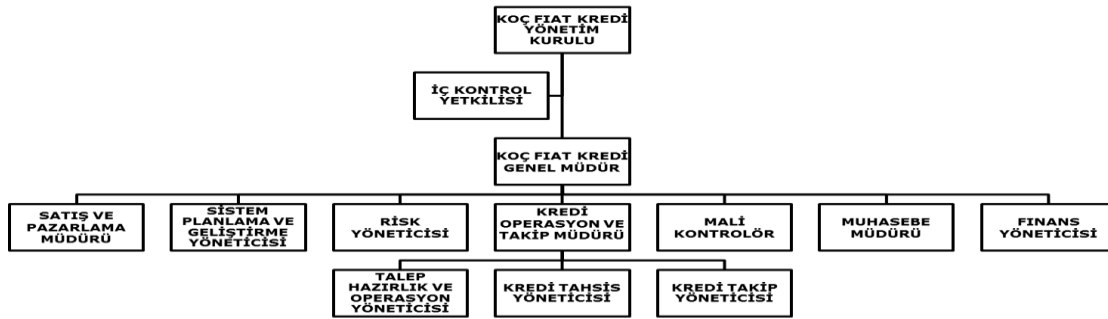 KOÇ FIAT KREDİ
YÖNETİM
KURULU
İÇ KONTROL
YETKİLİSİ
KOÇ FIAT KREDİ
GENEL MÜDÜR
SATIŞ VE
PAZARLAMA
MÜDÜRÜ
SİSTEM
PLANLAMA VE
GELİŞTİRME
YÖNETİCİSİ
RİSK
YÖNETİCİSİ
KREDİ
OPERASYON VE
TAKİP MÜDÜRÜ
MALİ
KONTROLÖR
MUHASEBE
MÜDÜRÜ
FINANS
YÖNETİCİSİ
TALEP
HAZIRLIK VE
OPERASYON
YÖNETİCİSİ
KREDİ TAHSİS
YÖNETİCİSİ
KREDİ TAKİP
YÖNETİCİSİ